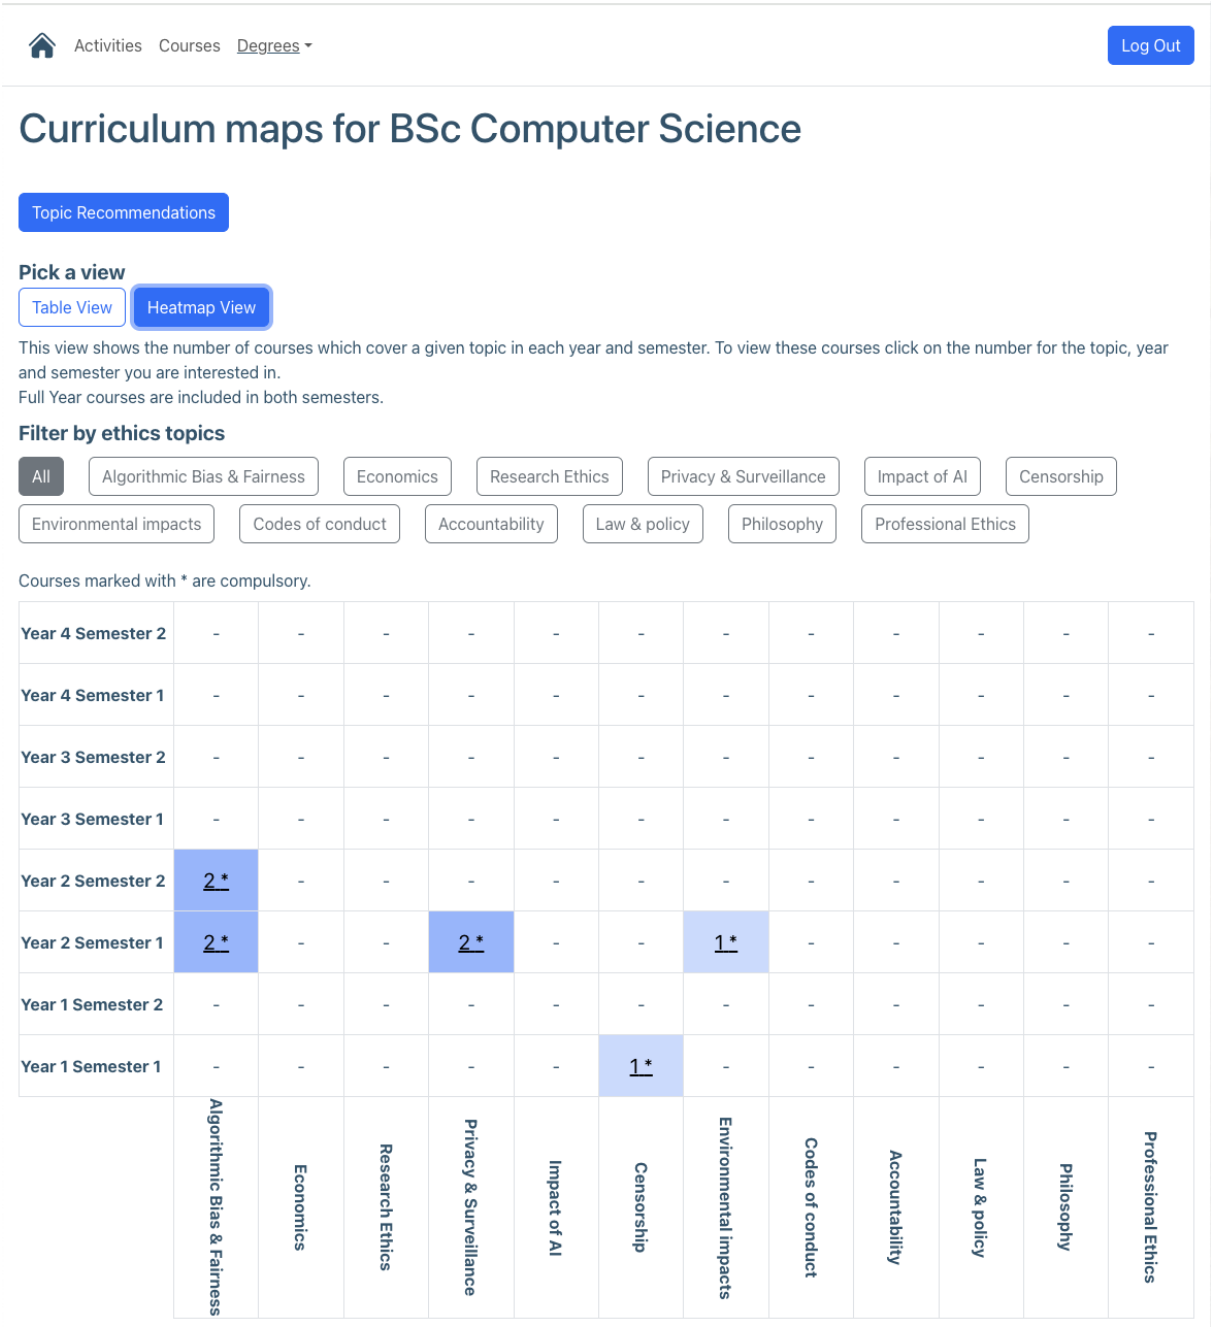 Activities Courses Degrees Log Out
Curriculum maps for BSc Computer Science
Topic Recommendations
Pick a view
Table View Heatmap View
This view shows the number of courses which cover a given topic in each year and semester. To view these courses click on the number for the topic, year
and semester you are interested in.
Full Year courses are included in both semesters.
Filter by ethics topics
All Algorithmic Bias & Fairness Economics Research Ethics Privacy & Surveillance Impact of AI Censorship
Environmental impacts Codes of conduct Accountability Law & policy Philosophy Professional Ethics
Courses marked with * are compulsory.
Year 4 Semester 2 - - - - - - - - - - - -
Year 4 Semester 1 - - - - - - - - - - - -
Year 3 Semester 2 - - - - - - - - - - - -
Year 3 Semester 1 - - - - - - - - - - - -
Year 2 Semester 2 2 * - - - - - - - - - - -
Year 2 Semester 1 2 * - - 2 * - - 1 * - - - - -
Year 1 Semester 2 - - - - - - - - - - - -
Year 1 Semester 1 - - - - - 1 * - - - - - -
Algorithmic Bias & Fairness
Economics
Research Ethics
Privacy & Surveillance
Impact of AI
Censorship
Environmental impacts
Codes of conduct
Accountability
Law & policy
Philosophy
Professional Ethics